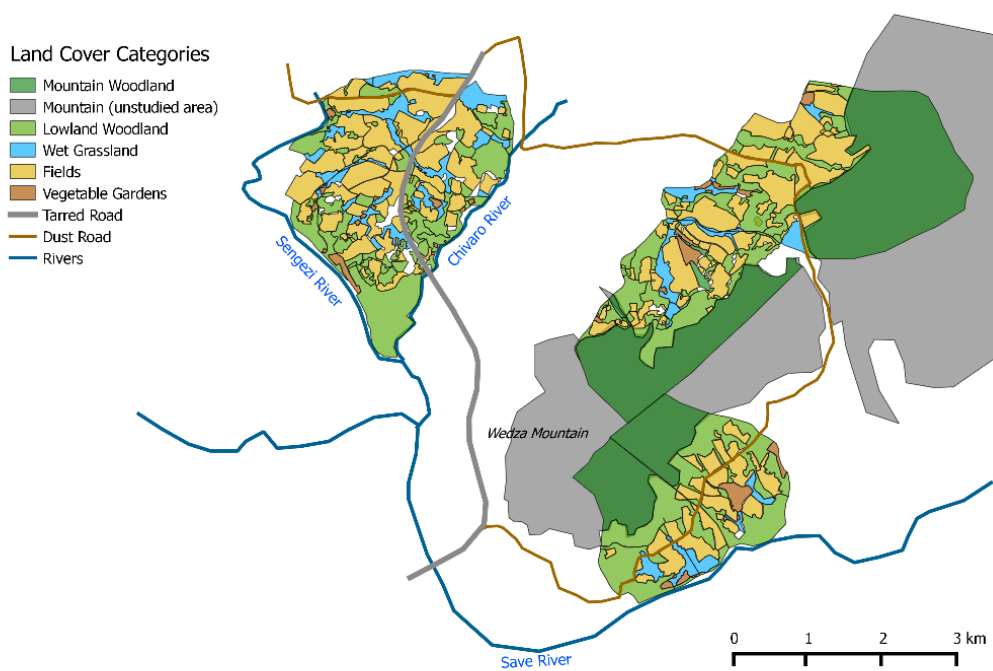 Land Cover Categories
Mountain Woodland
Mountain (unstudied area)
Lowland Woodland
Wet Grassland
Fields
Vegetable Gardens
Tarred Road
Dust Road
Rivers
Sengezi River
Chivaro River
Wedza Mountain
Save River
0 1 2 3 km